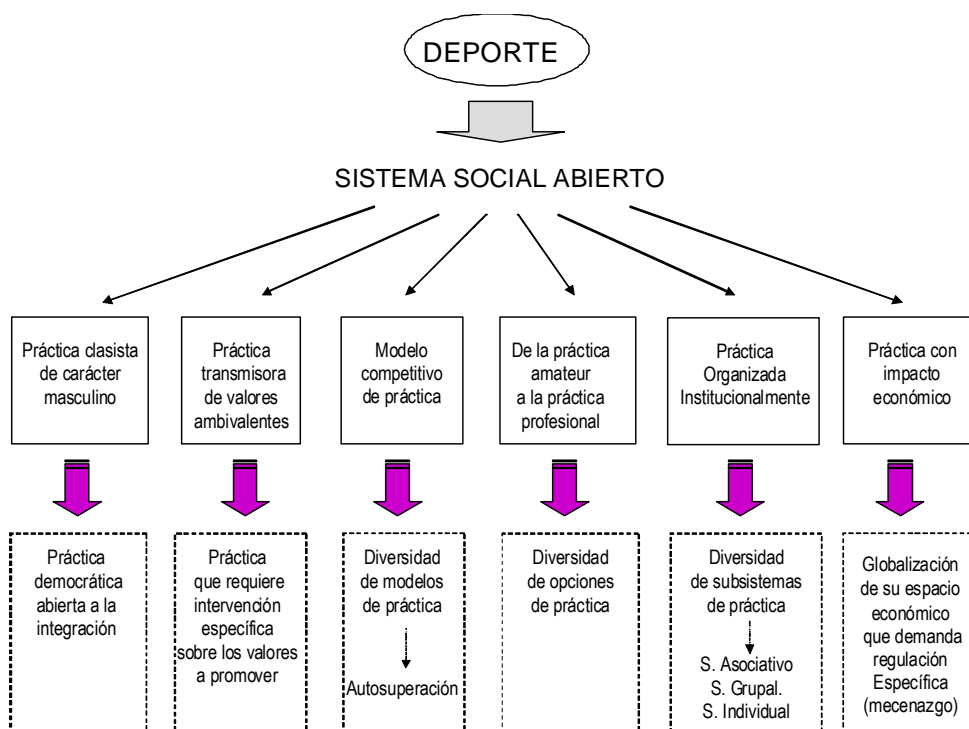 DEPORTE
SISTEMA SOCIAL ABIERTO
Práctica clasista
de carácter
masculino
Práctica
transmisora
de valores
ambivalentes
Modelo
competitivo
de práctica
De la práctica
amateur
a la práctica
profesional
Práctica
Organizada
Institucionalmente
Práctica con
impacto
económico
Práctica
democrática
abierta a la
integración
Práctica
que requiere
intervención
específica
sobre los valores
a promover
Diversidad
de modelos
de práctica
Autosuperación
Diversidad
de opciones
de práctica
Diversidad
de subsistemas
de práctica
S. Asociativo
S. Grupal.
S. Individual
Globalización
de su espacio
económico
que demanda
regulación
Específica
(mecenazgo)